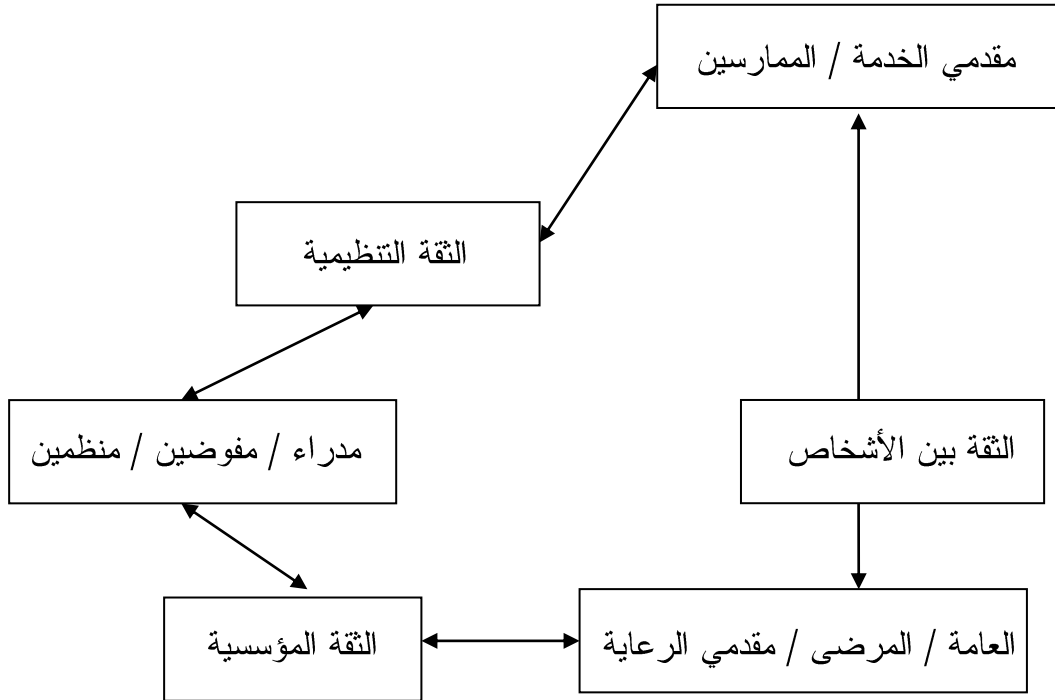 مقدمي الخدمة / الممارسين
الثقة التنظيمية
مدراء / مفوضين / منظمين
الثقة بين الأشخاص
الثقة المؤسسية
العامة / المرضى / مقدمي الرعاية